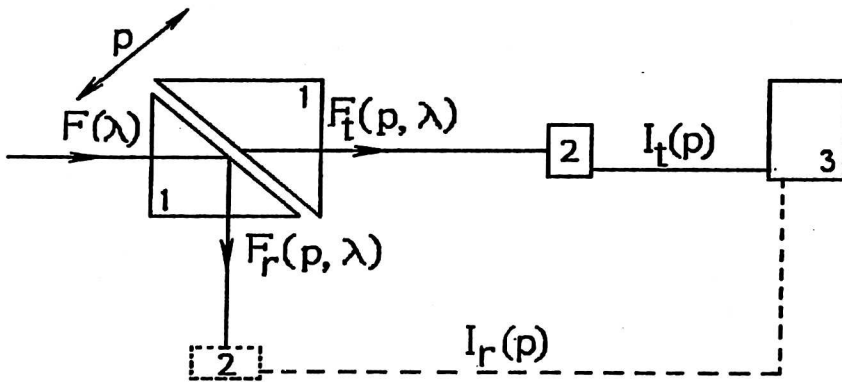 p
1
F(λ)
F_t(p, λ)
2
I_t(p)
3
1
F_r(p, λ)
2
I_r(p)